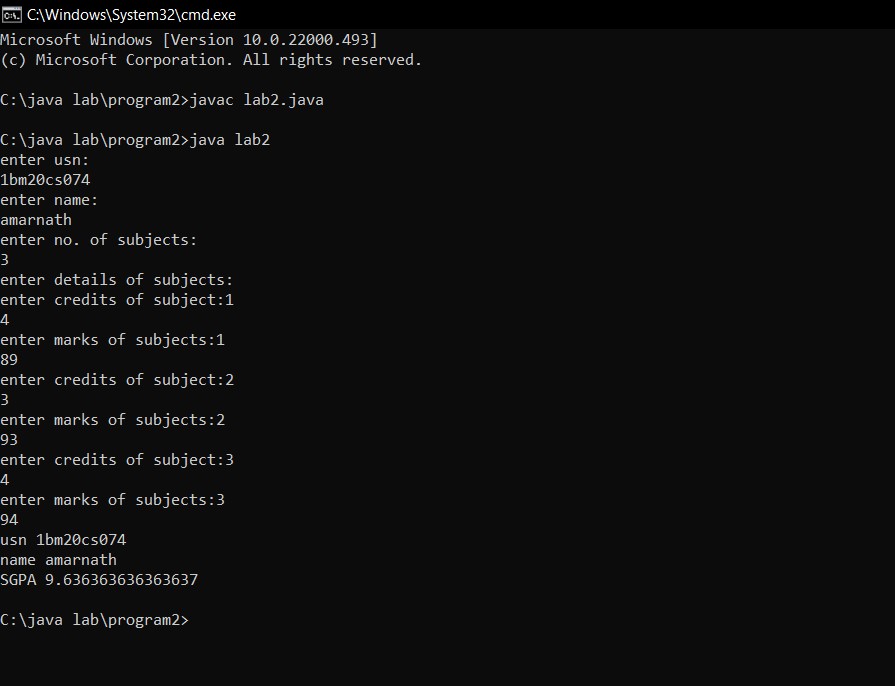 C:\Windows\System32\cmd.exe
Microsoft Windows [Version 10.0.22000.493]
(c) Microsoft Corporation. All rights reserved.
C:\java lab\program2>javac lab2.java
C:\java lab\program2>java lab2
enter usn:
1bm20cs074
enter name:
amarnath
enter no. of subjects:
3
enter details of subjects:
enter credits of subject:1
4
enter marks of subjects:1
89
enter credits of subject:2
3
enter marks of subjects:2
93
enter credits of subject:3
4
enter marks of subjects:3
94
usn 1bm20cs074
name amarnath
SGPA 9.636363636363637
C:\java lab\program2>